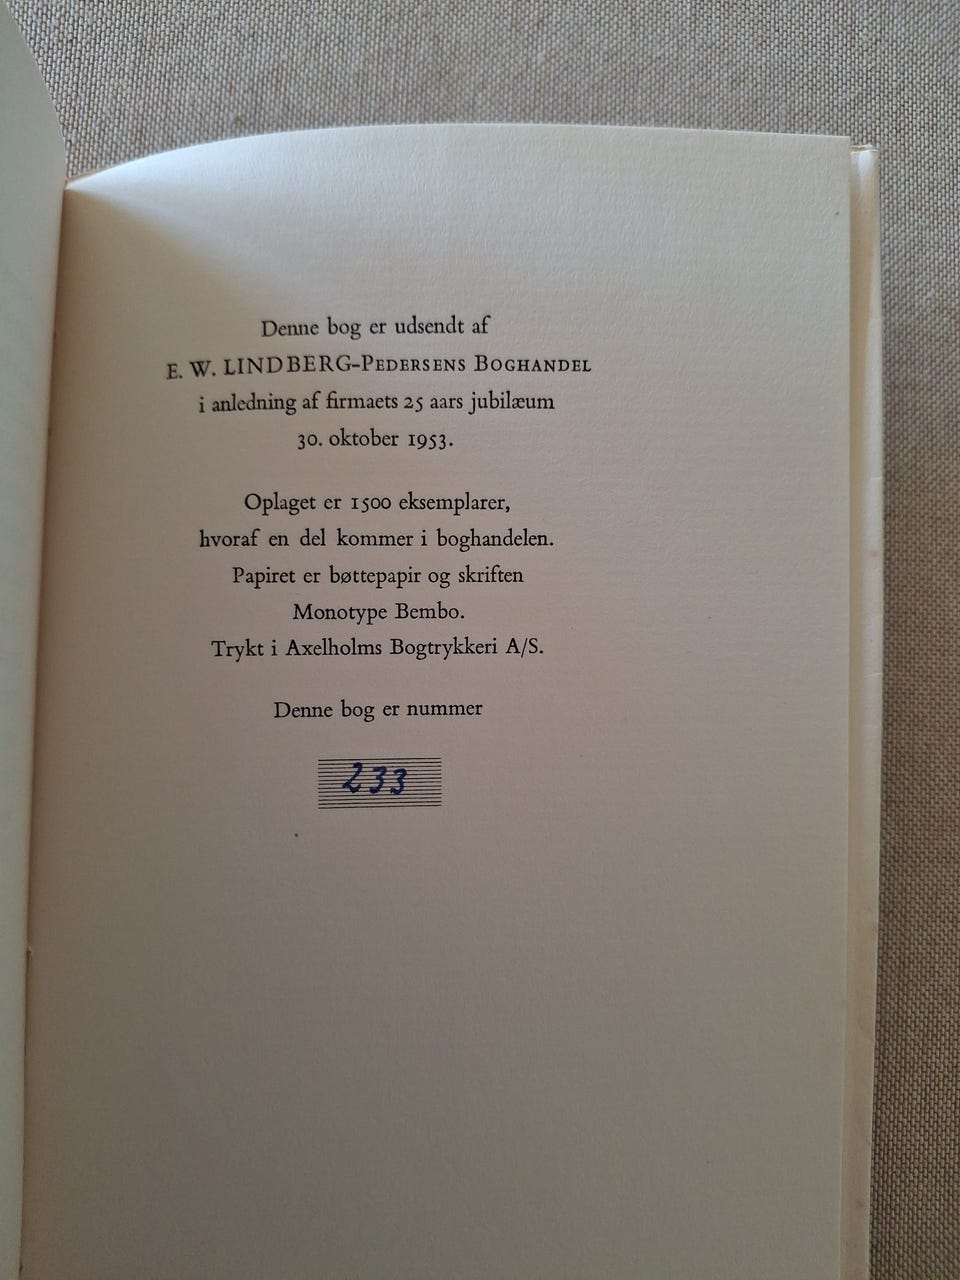 Denne bog er udsendt af
E. W. LINDBERG-PEDERSENS BOGHANDEL
i anledning af firmaets 25 aars jubilæum
30. oktober 1953.
Oplaget er 1500 eksemplarer,
hvoraf en del kommer i boghandelen.
Papiret er bøttepapir og skriften
Monotype Bembo.
Trykt i Axelholms Bogtrykkeri A/S.
Denne bog er nummer
233